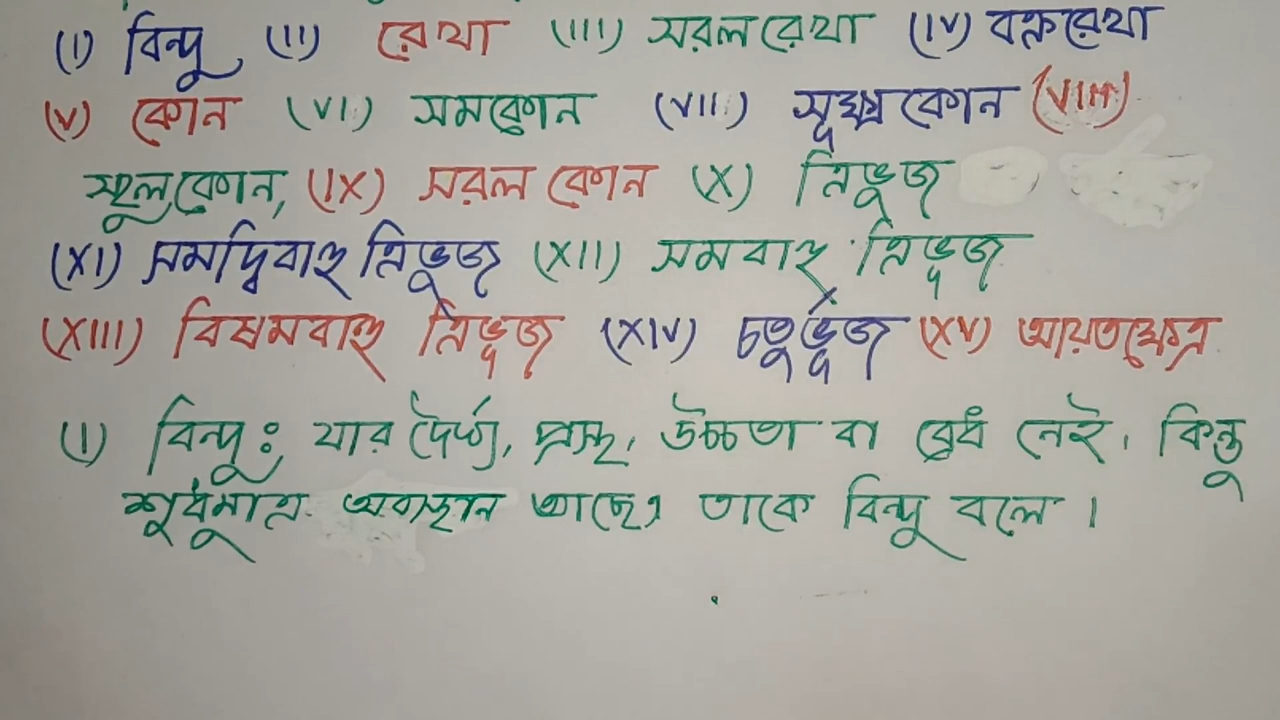 (I) বিন্দু (II) রেখা (III) সরলরেখা (IV) বক্ররেখা
(V) কোন (VI) সমকোন (VII) সূক্ষ্মকোন (VIII)
স্থূলকোন, (IX) সরল কোন (X) ত্রিভুজ
(XI) সমদ্বিবাহু ত্রিভুজ (XII) সমবাহু ত্রিভূজ
(XIII) বিষমবাহু ত্রিভূজ (XIV) চতুর্ভূজ (XV) আয়তক্ষেত্র
(I) বিন্দু: যার দৈর্ঘ্য, প্রস্থ, উচ্চতা বা বেধ নেই, কিন্তু
শুধুমাত্র অবস্থান আছে, তাকে বিন্দু বলে।